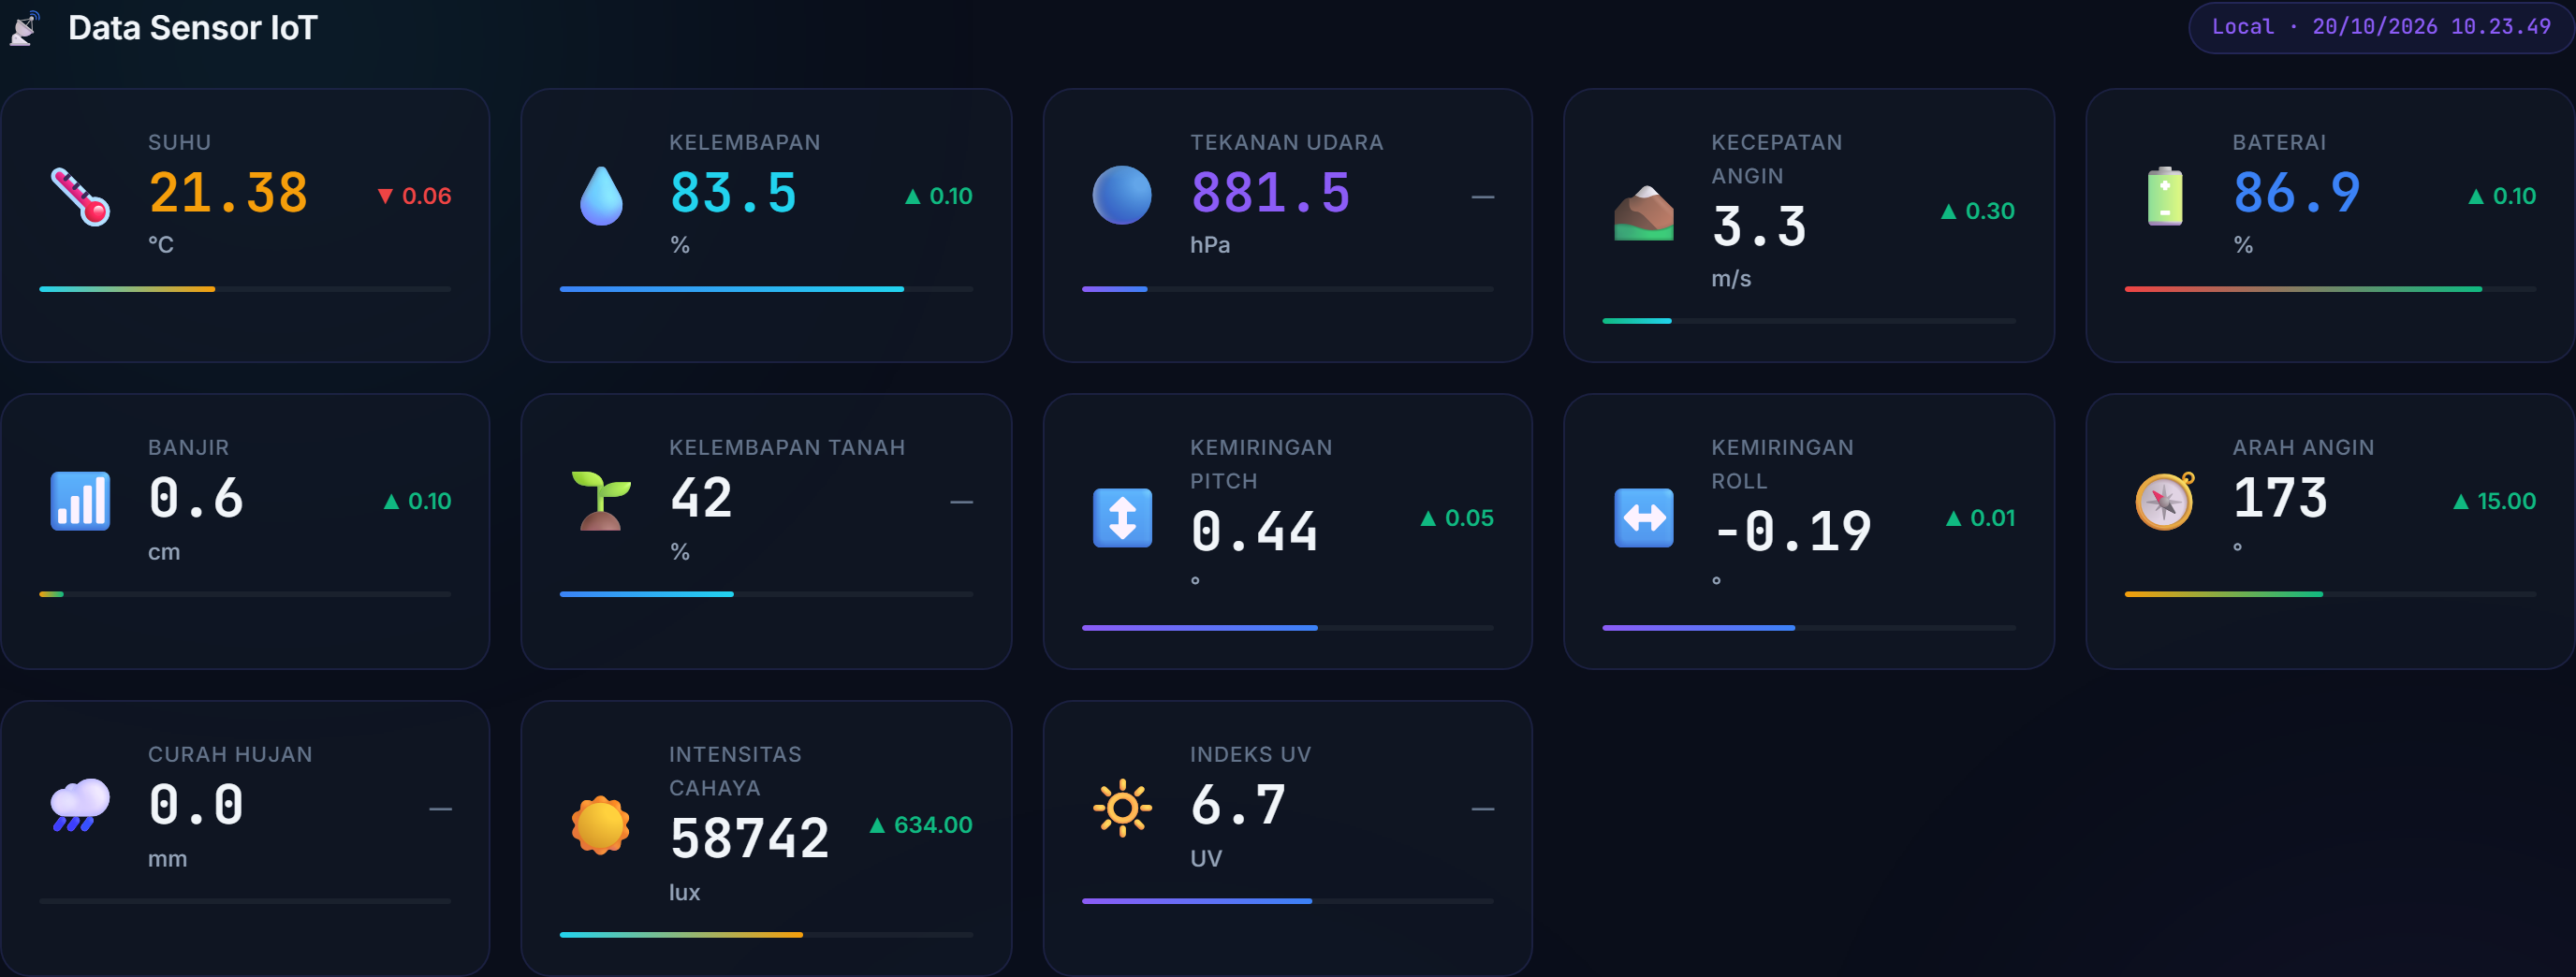 Data Sensor IoT
Local · 20/10/2026 10.23.49
SUHU
21.38
▼ 0.06
°C
KELEMBAPAN
83.5
▲ 0.10
%
TEKANAN UDARA
881.5
—
hPa
KECEPATAN
ANGIN
3.3
▲ 0.30
m/s
BATERAI
86.9
▲ 0.10
%
BANJIR
0.6
▲ 0.10
cm
KELEMBAPAN TANAH
42
—
%
KEMIRINGAN
PITCH
0.44
▲ 0.05
°
KEMIRINGAN
ROLL
-0.19
▲ 0.01
°
ARAH ANGIN
173
▲ 15.00
°
CURAH HUJAN
0.0
—
mm
INTENSITAS
CAHAYA
58742
▲ 634.00
lux
INDEKS UV
6.7
—
UV